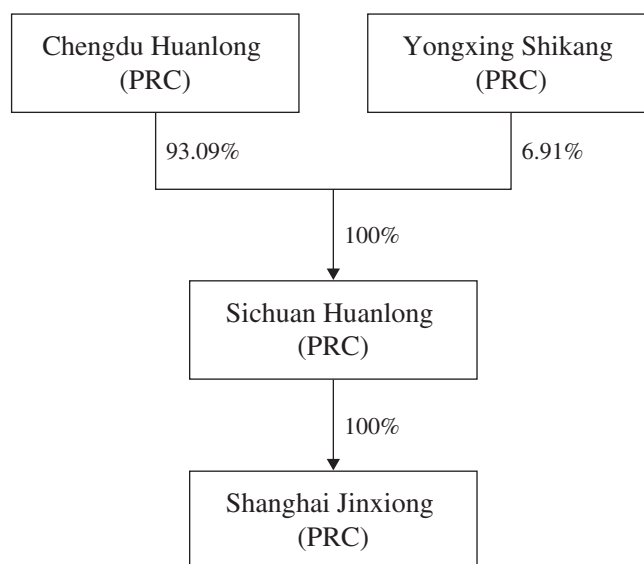 Chengdu Huanlong
(PRC)
Yongxing Shikang
(PRC)
93.09%
6.91%
100%
Sichuan Huanlong
(PRC)
100%
Shanghai Jinxiong
(PRC)